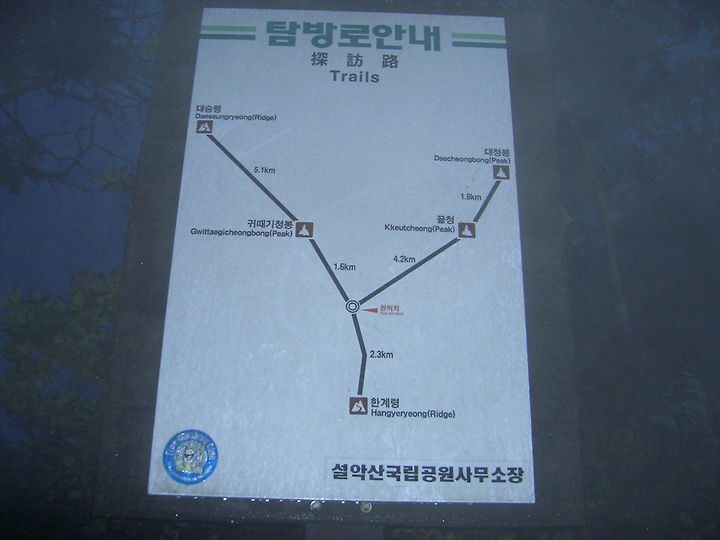 탐방로안내
探訪路
Trails
대승령
Daeseungryeong(Ridge)
대청봉
Daecheongbong(Peak)
5.1km
1.8km
귀때기청봉
Gwittaegicheongbong(Peak)
끝청
Kkeutcheong(Peak)
1.6km
4.2km
현위치
You are here
2.3km
한계령
Hangyeryeong(Ridge)
설악산국립공원사무소장